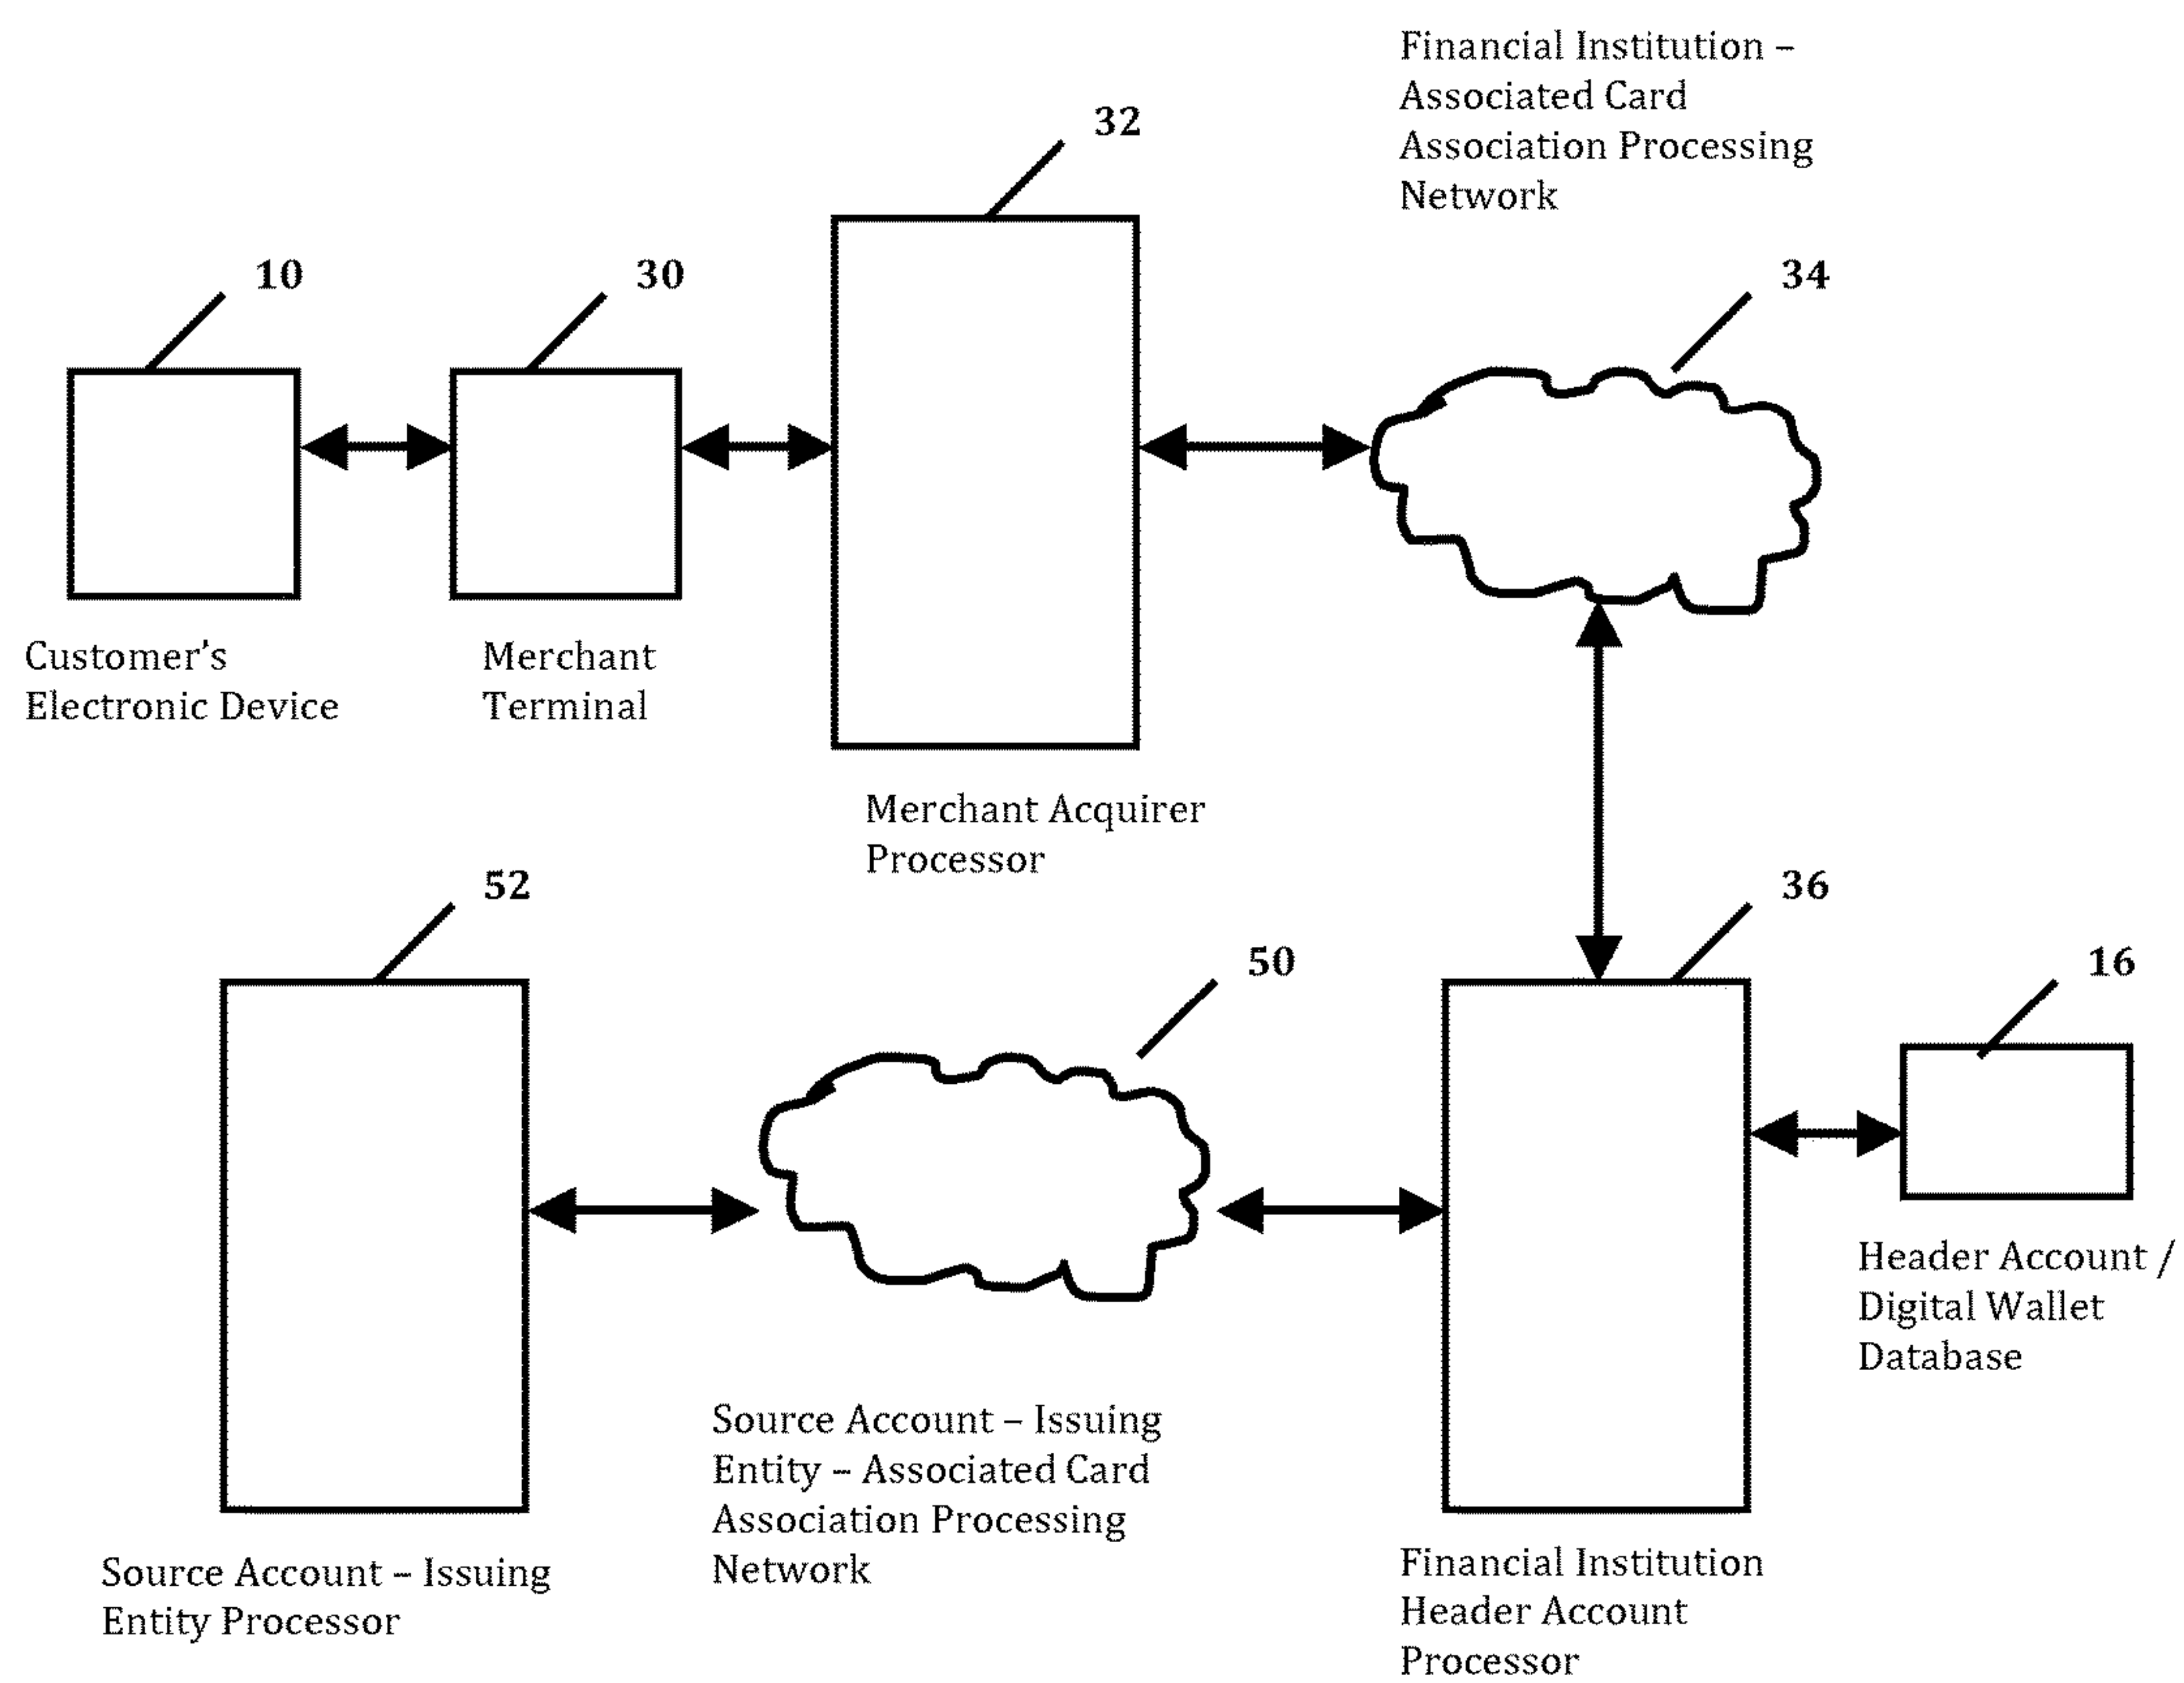 Financial Institution –
Associated Card
Association Processing
Network
32
10
30
34
Customer’s
Electronic Device
Merchant
Terminal
Merchant Acquirer
Processor
52
36
50
16
Header Account /
Digital Wallet
Database
Source Account – Issuing
Entity – Associated Card
Association Processing
Network
Source Account – Issuing
Entity Processor
Financial Institution
Header Account
Processor